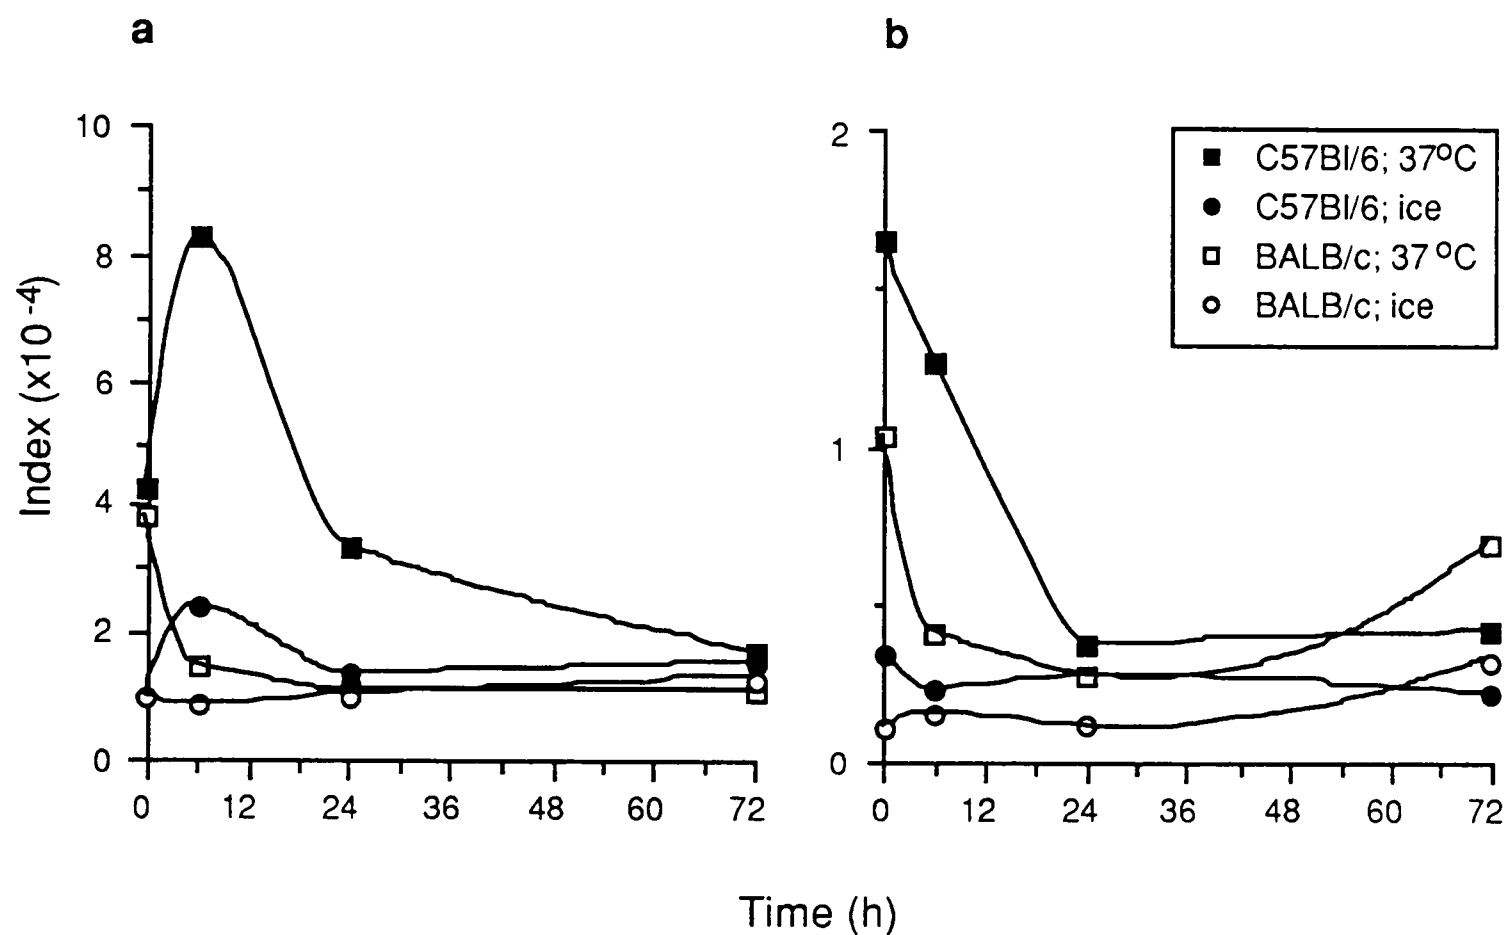 a
b
Index (x10⁻⁴)
10
8
6
4
2
0
0 12 24 36 48 60 72
2
1
0
0 12 24 36 48 60 72
C57Bl/6; 37°C
C57Bl/6; ice
BALB/c; 37 °C
BALB/c; ice
Time (h)